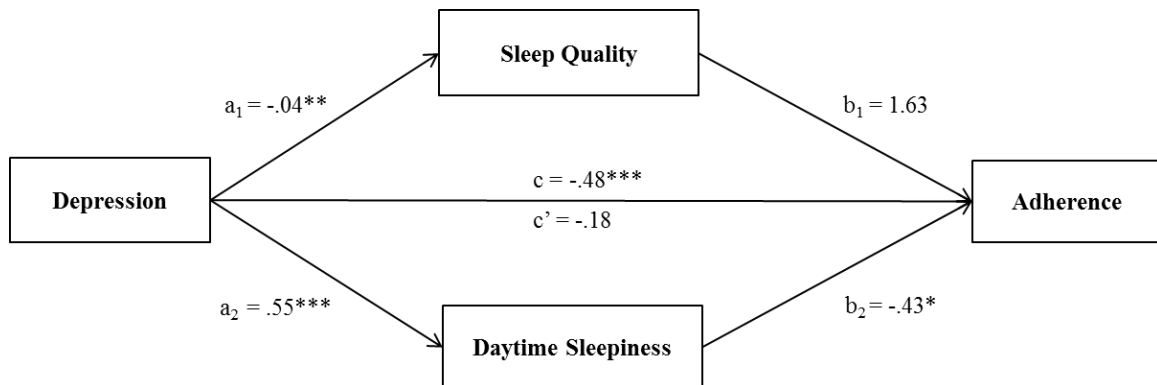 Sleep Quality
a₁ = -.04**
b₁ = 1.63
c = -.48***
Depression
Adherence
c’ = -.18
a₂ = .55***
b₂ = -.43*
Daytime Sleepiness